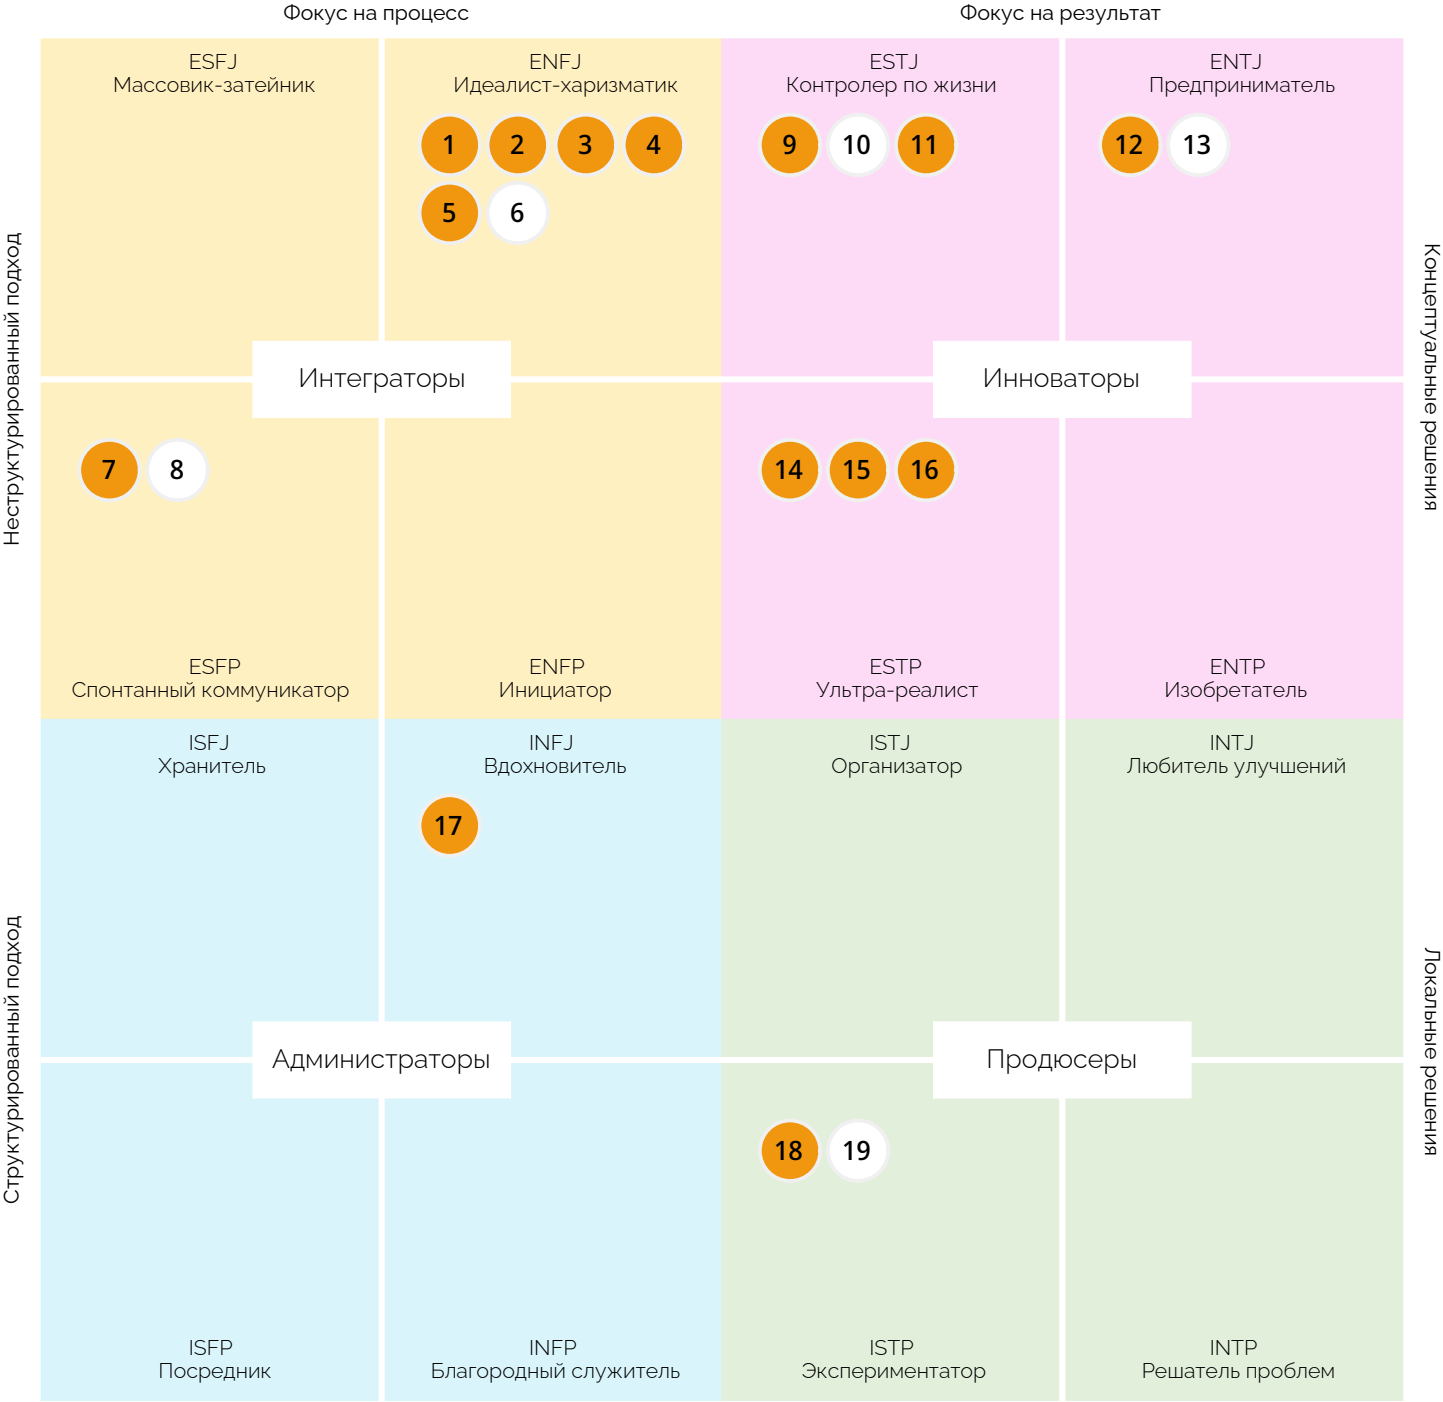 Фокус на процесс
Фокус на результат
ESFJ
Массовик-затейник
ENFJ
Идеалист-харизматик
ESTJ
Контролер по жизни
ENTJ
Предприниматель
1
2
3
4
5
6
9
10
11
12
13
Неструктурированный подход
Концептуальные решения
Интеграторы
Инноваторы
7
8
14
15
16
ESFP
Спонтанный коммуникатор
ENFP
Инициатор
ESTP
Ультра-реалист
ENTP
Изобретатель
ISFJ
Хранитель
INFJ
Вдохновитель
ISTJ
Организатор
INTJ
Любитель улучшений
17
Структурированный подход
Локальные решения
Администраторы
Продюсеры
18
19
ISFP
Посредник
INFP
Благородный служитель
ISTP
Экспериментатор
INTP
Решатель проблем